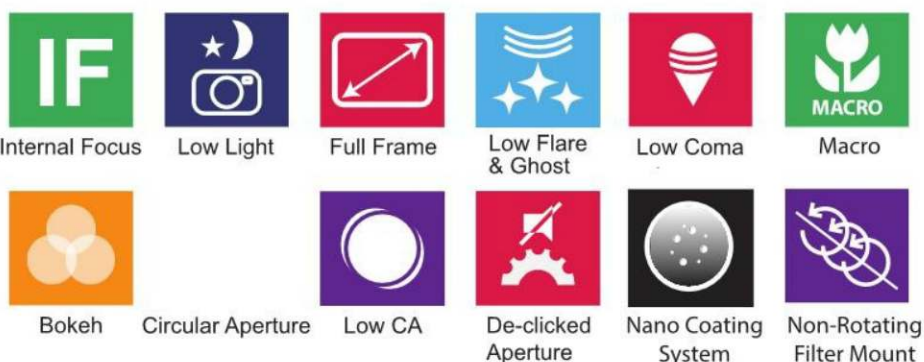 IF
MACRO
Internal Focus
Low Light
Full Frame
Low Flare
& Ghost
Low Coma
Macro
Bokeh
Circular Aperture
Low CA
De-clicked
Aperture
Nano Coating
System
Non-Rotating
Filter Mount